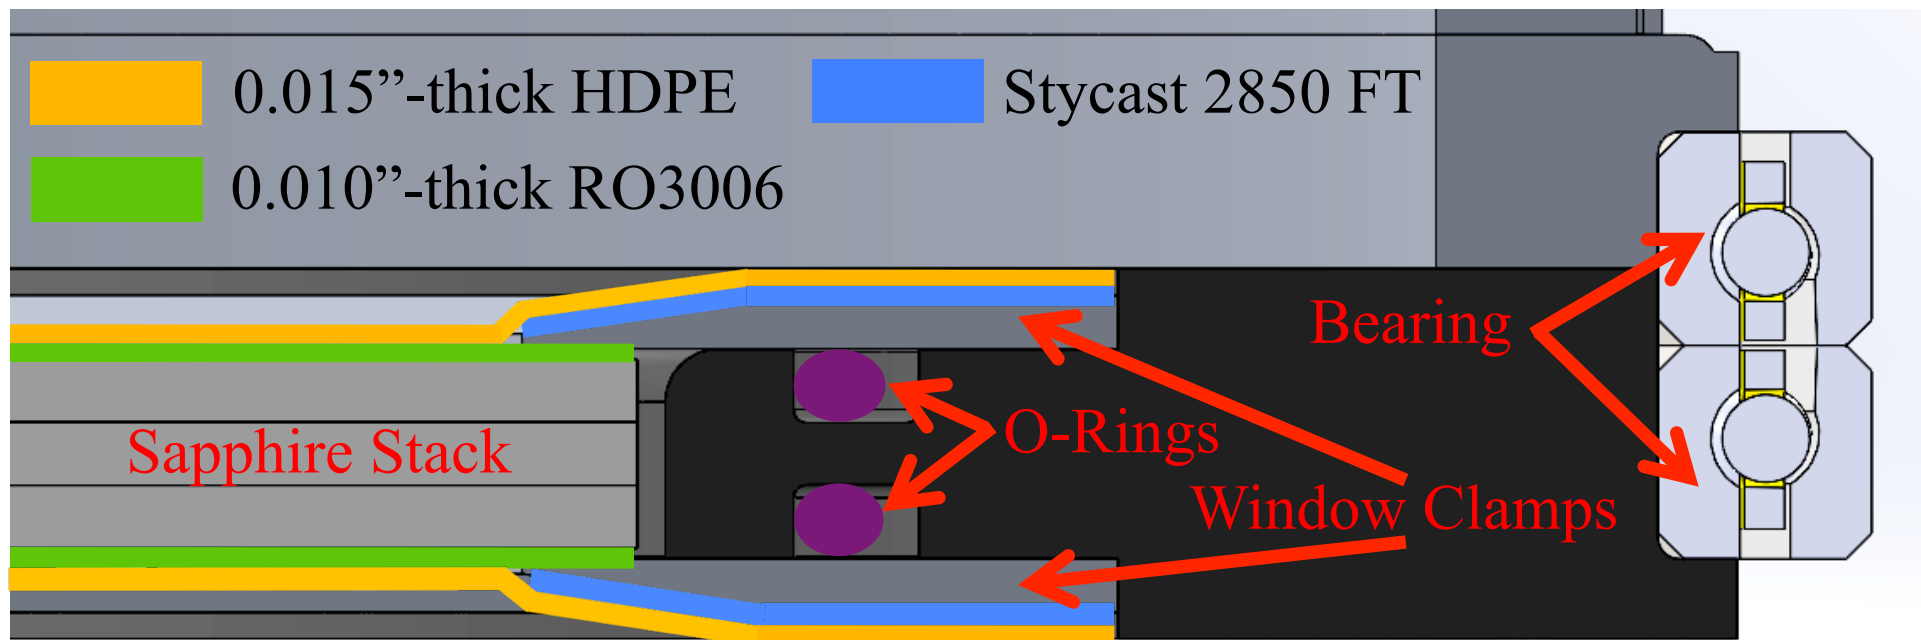 0.015”-thick HDPE
Stycast 2850 FT
0.010”-thick RO3006
Bearing
O-Rings
Sapphire Stack
Window Clamps